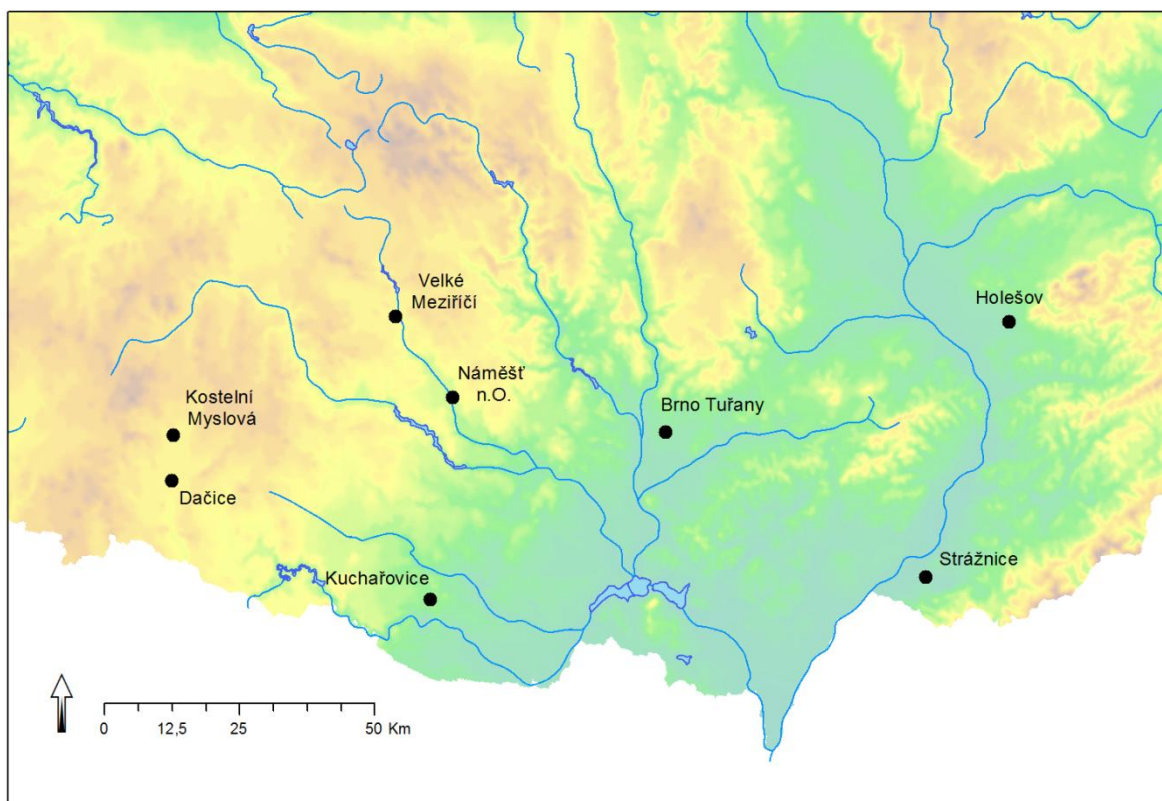 Velké
Meziříčí
Holešov
Náměšť
n.O.
Kostelní
Myslová
Brno Tuřany
Dačice
Strážnice
Kuchařovice
0 12,5 25 50 Km